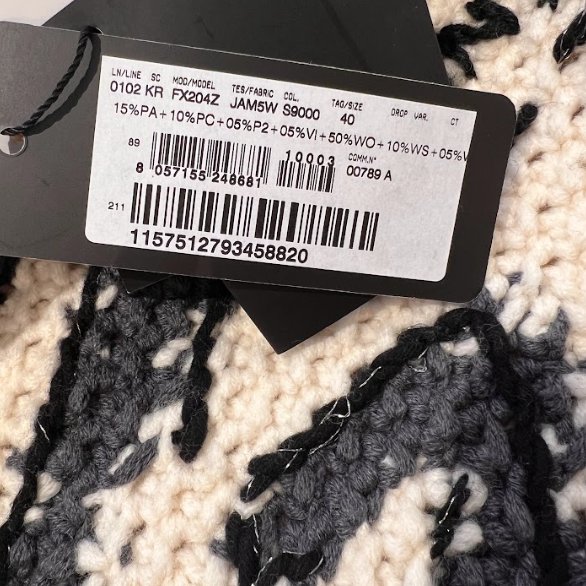 LN/LINE SC MOD/MODEL TES/FABRIC COL. TAG/SIZE DROP VAR. CT
0102 KR FX204Z JAM5W S9000 40
15%PA+10%PC+05%P2+05%VI+50%WO+10%WS+05%
89 10003 COMM.N°
8 057155 248681 00789 A
211
1157512793458820